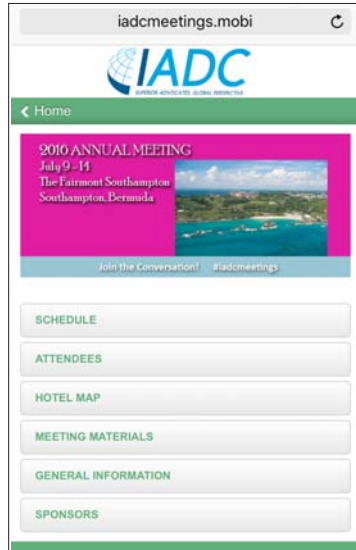 iadcmeetings.mobi
IADC
SUPERIOR ADVOCATES GLOBAL PERSPECTIVE
Home
2016 ANNUAL MEETING
July 9 - 14
The Fairmont Southampton
Southampton, Bermuda
Join the Conversation! #iadcmeetings
SCHEDULE
ATTENDEES
HOTEL MAP
MEETING MATERIALS
GENERAL INFORMATION
SPONSORS